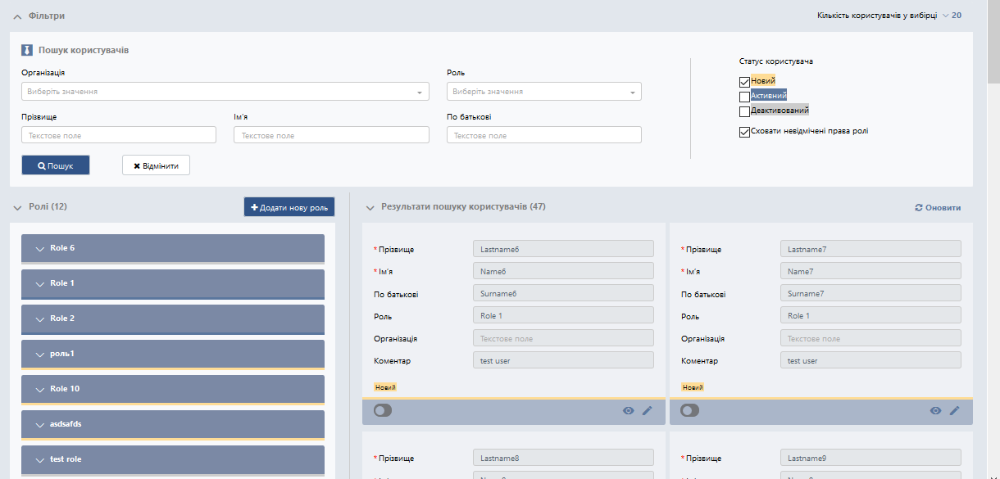 Фільтри
Кількість користувачів у вибірці 20
Пошук користувачів
Організація
Виберіть значення
Роль
Виберіть значення
Прізвище
Текстове поле
Ім'я
Текстове поле
По батькові
Текстове поле
Пошук
Відмінити
Статус користувача
Новий
Активний
Деактивований
Сховати невідмічені права ролі
Ролі (12)
Додати нову роль
Role 6
Role 1
Role 2
роль1
Role 10
asdsafds
test role
Результати пошуку користувачів (47)
Оновити
* Прізвище Lastname6
* Ім'я Name6
По батькові Surname6
Роль Role 1
Організація Текстове поле
Коментар test user
Новий
* Прізвище Lastname7
* Ім'я Name7
По батькові Surname7
Роль Role 1
Організація Текстове поле
Коментар test user
Новий
* Прізвище Lastname8
* Прізвище Lastname9